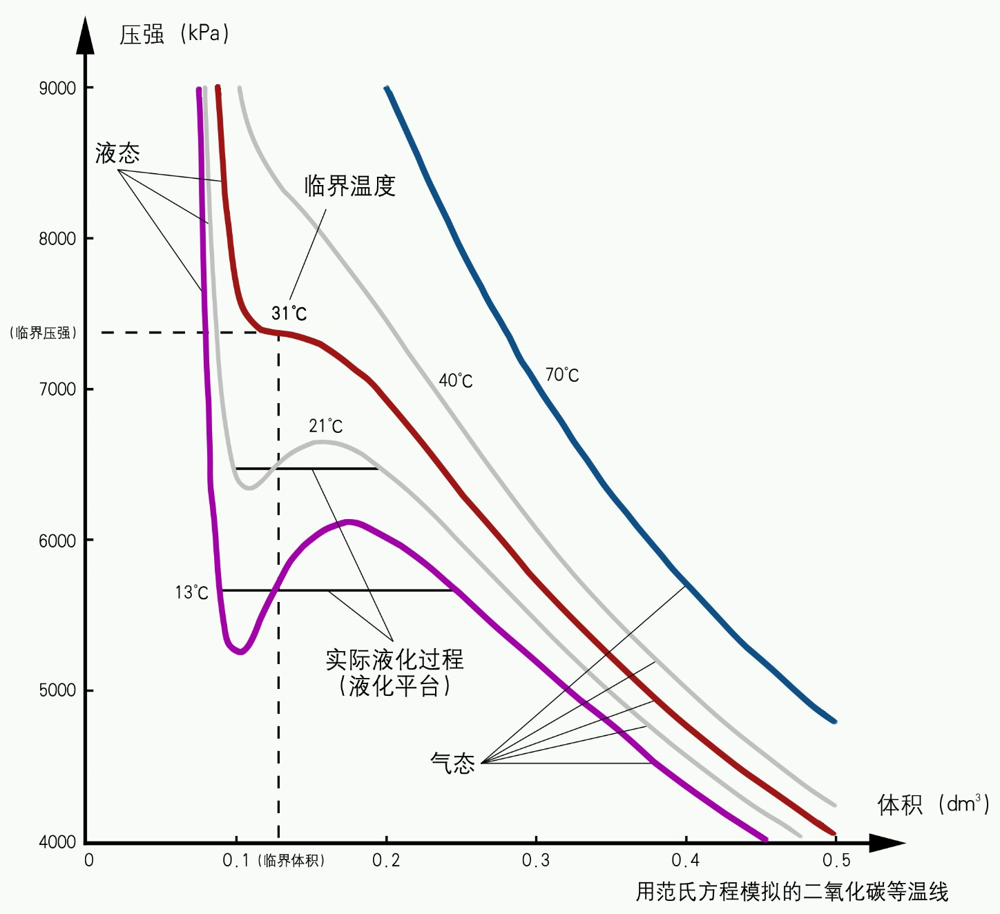 压强 (kPa)
9000
液态
临界温度
8000
31℃
(临界压强)
7000
40℃
70℃
21℃
6000
13℃
实际液化过程
(液化平台)
5000
气态
体积 (dm³)
4000
0
0.1
(临界体积)
0.2
0.3
0.4
0.5
用范氏方程模拟的二氧化碳等温线